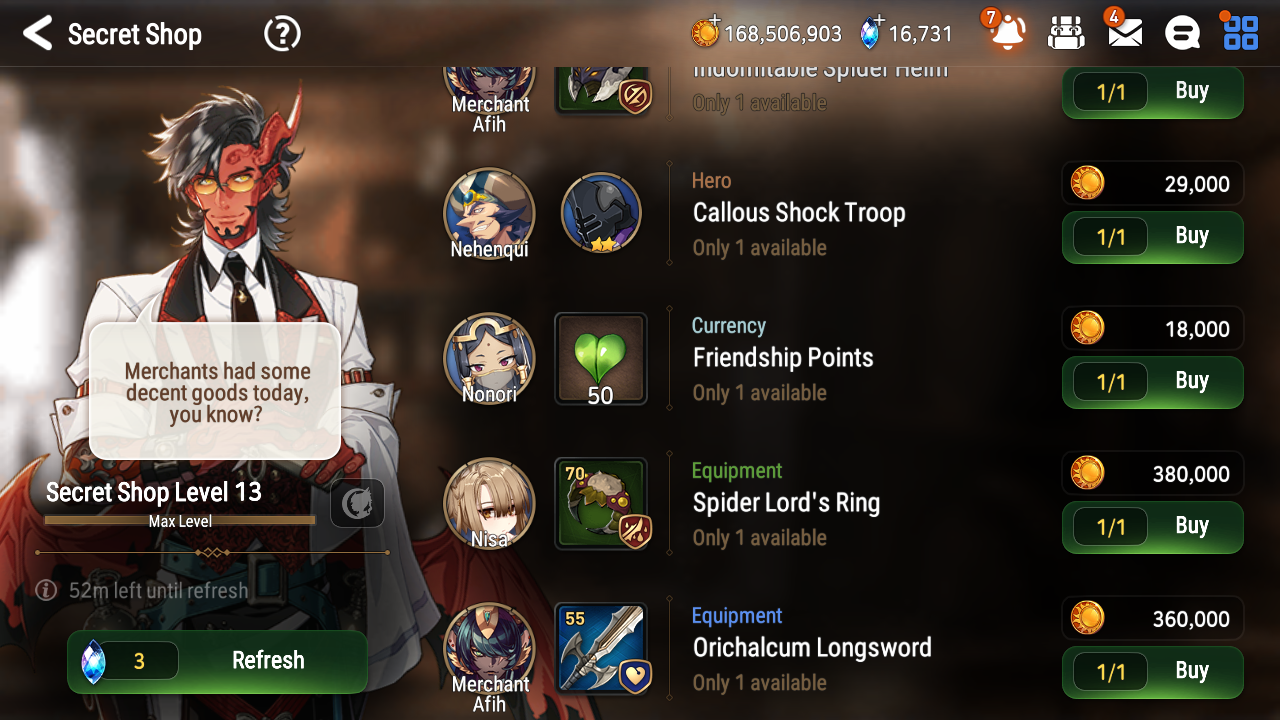 Secret Shop
?
168,506,903
16,731
7
4
Merchant
Afih
Indomitable Spider Helm
Only 1 available
1/1
Buy
Nehenqui
Hero
Callous Shock Troop
Only 1 available
29,000
1/1
Buy
Nonori
50
Currency
Friendship Points
Only 1 available
18,000
1/1
Buy
Nisa
70
Equipment
Spider Lord's Ring
Only 1 available
380,000
1/1
Buy
Merchant
Afih
55
Equipment
Orichalcum Longsword
Only 1 available
360,000
1/1
Buy
Merchants had some
decent goods today,
you know?
Secret Shop Level 13
Max Level
52m left until refresh
3
Refresh